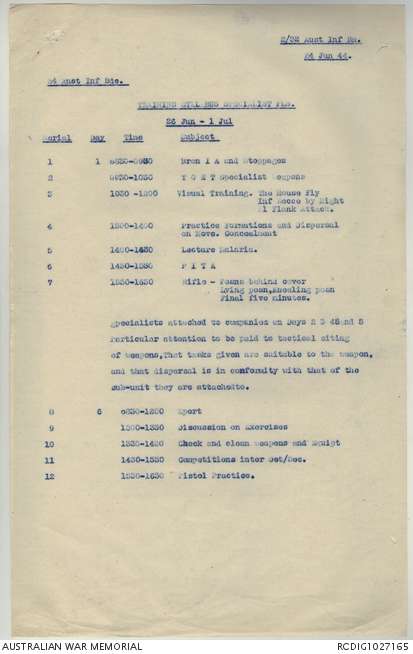 2/32 Aust Inf Bn.
24 Jun 44.
24 Aust Inf Bde.
TRAINING SYLLABUS SPECIALIST PLS.
26 Jun - 1 Jul
Serial Day Time Subject
1 1 0830-0930 Bren I A and Stoppages
2 0930-1030 T O E T Specialist Weapons
3 1030 -1200 Visual Training. The House Fly
Inf Recce by Night
Pl Flank Attack.
4 1300-1400 Practice Formations and Dispersal
on Move. Concealment
5 1400-1430 Lecture Malaria.
6 1430-1530 P I T A
7 1530-1630 Rifle - Posns behind cover
Lying posn,Kneeling posn
Final five minutes.
Specialists attached to companies on Days 2 3 4and 5
Particular attention to be paid to tactical siting
of weapons,That tasks given are suitable to the weapon,
and that dispersal is in conformity with that of the
sub-unit they are attachedto.
8 6 0830-1200 Sport
9 1300-1330 Discussion on Exercises
10 1330-1430 Check and clean weapons and Equipt
11 1430-1530 Competitions inter Det/Sec.
12 1530-1630 Pistol Practice.
AUSTRALIAN WAR MEMORIAL RCDIG1027165